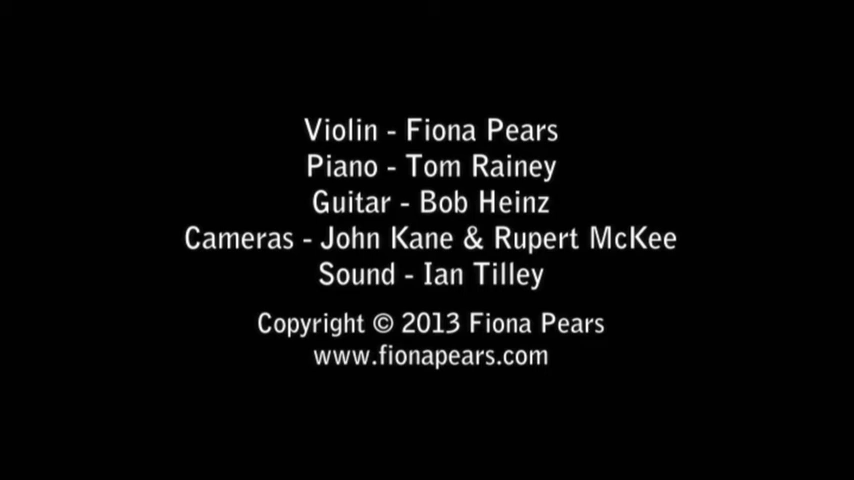 Violin - Fiona Pears
Piano - Tom Rainey
Guitar - Bob Heinz
Cameras - John Kane & Rupert McKee
Sound - Ian Tilley
Copyright © 2013 Fiona Pears
www.fionapears.com